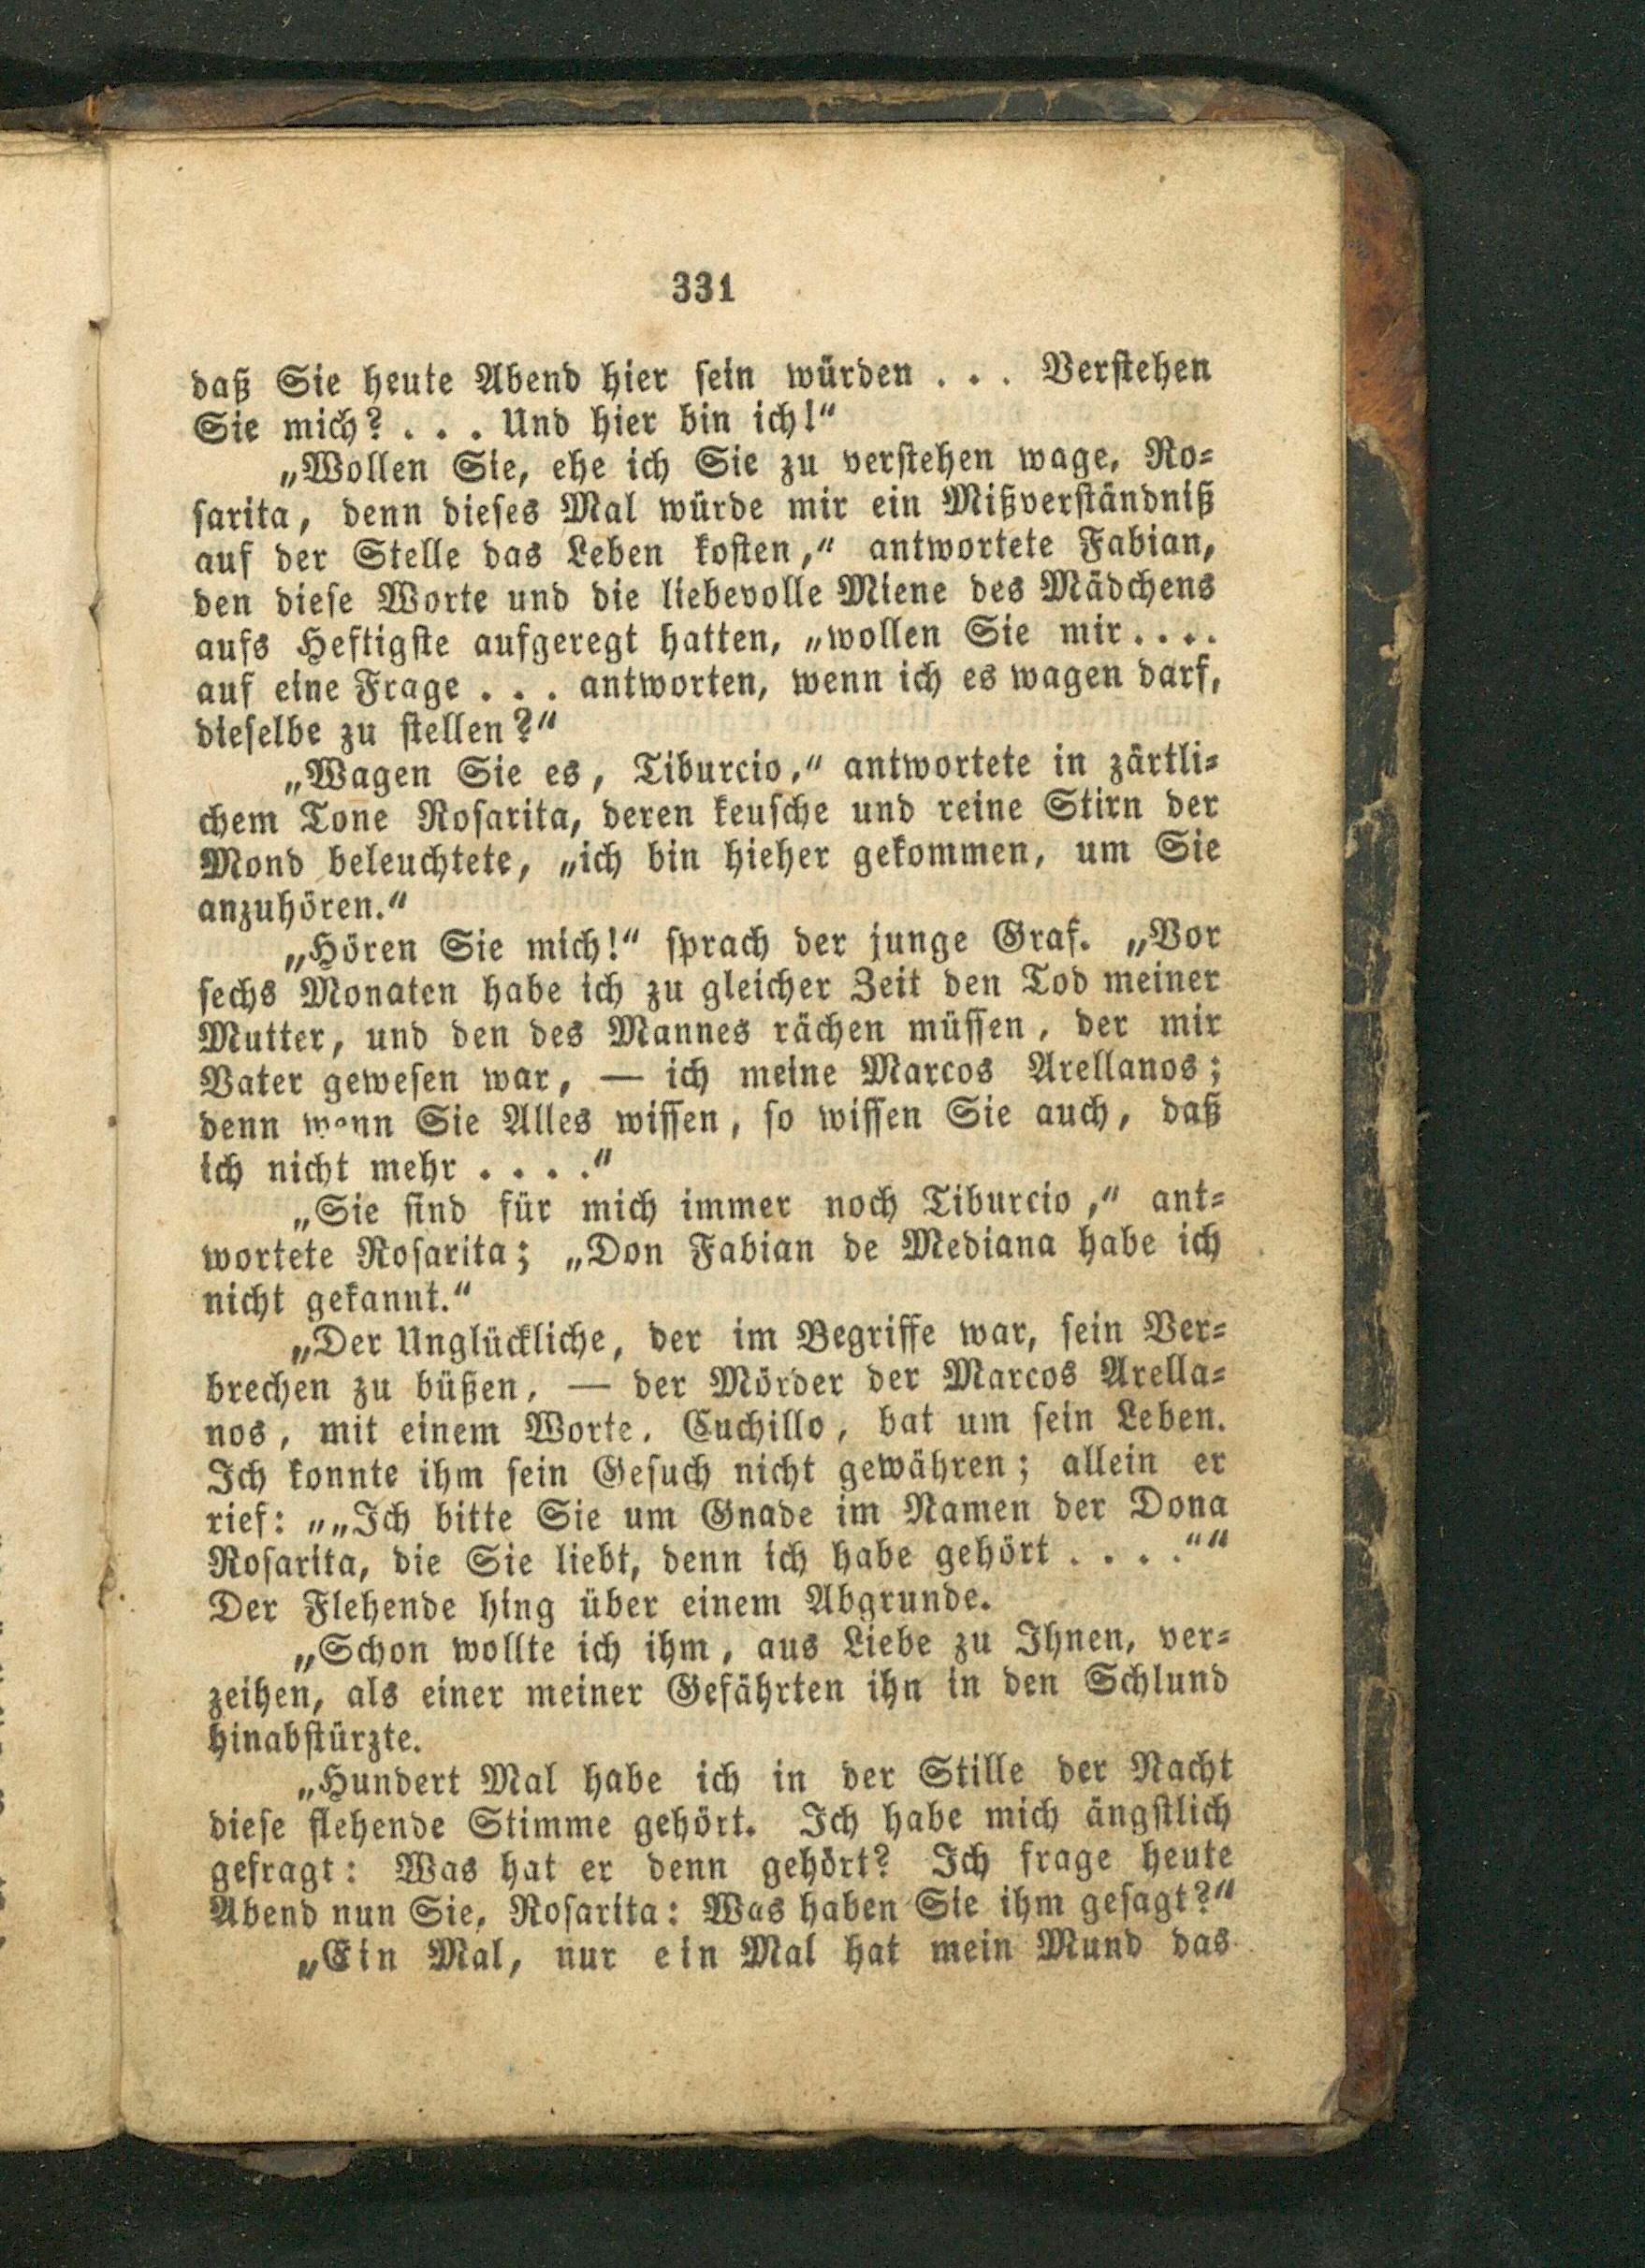 331
daß Sie heute Abend hier sein würden . . . Verstehen
Sie mich? . . . Und hier bin ich!“
„Wollen Sie, ehe ich Sie zu verstehen wage, Ro-
sarita, denn dieses Mal würde mir ein Mißverständniß
auf der Stelle das Leben kosten,“ antwortete Fabian,
den diese Worte und die liebevolle Miene des Mädchens
aufs Heftigste aufgeregt hatten, „wollen Sie mir . . . .
auf eine Frage . . . antworten, wenn ich es wagen darf,
dieselbe zu stellen?“
„Wagen Sie es, Tiburcio,“ antwortete in zärtli-
chem Tone Rosarita, deren keusche und reine Stirn der
Mond beleuchtete, „ich bin hieher gekommen, um Sie
anzuhören.“
„Hören Sie mich!“ sprach der junge Graf. „Vor
sechs Monaten habe ich zu gleicher Zeit den Tod meiner
Mutter, und den des Mannes rächen müssen, der mir
Vater gewesen war, — ich meine Marcos Arellanos;
denn wenn Sie Alles wissen, so wissen Sie auch, daß
ich nicht mehr . . . .“
„Sie sind für mich immer noch Tiburcio,“ ant-
wortete Rosarita; „Don Fabian de Mediana habe ich
nicht gekannt.“
„Der Unglückliche, der im Begriffe war, sein Ver-
brechen zu büßen, — der Mörder der Marcos Arella-
nos, mit einem Worte, Cuchillo, bat um sein Leben.
Ich konnte ihm sein Gesuch nicht gewähren; allein er
rief: „„Ich bitte Sie um Gnade im Namen der Dona
Rosarita, die Sie liebt, denn ich habe gehört . . . .““
Der Flehende hing über einem Abgrunde.
„Schon wollte ich ihm, aus Liebe zu Ihnen, ver-
zeihen, als einer meiner Gefährten ihn in den Schlund
hinabstürzte.
„Hundert Mal habe ich in der Stille der Nacht
diese flehende Stimme gehört. Ich habe mich ängstlich
gefragt: Was hat er denn gehört? Ich frage heute
Abend nun Sie, Rosarita: Was haben Sie ihm gesagt?“
„Ein Mal, nur ein Mal hat mein Mund das